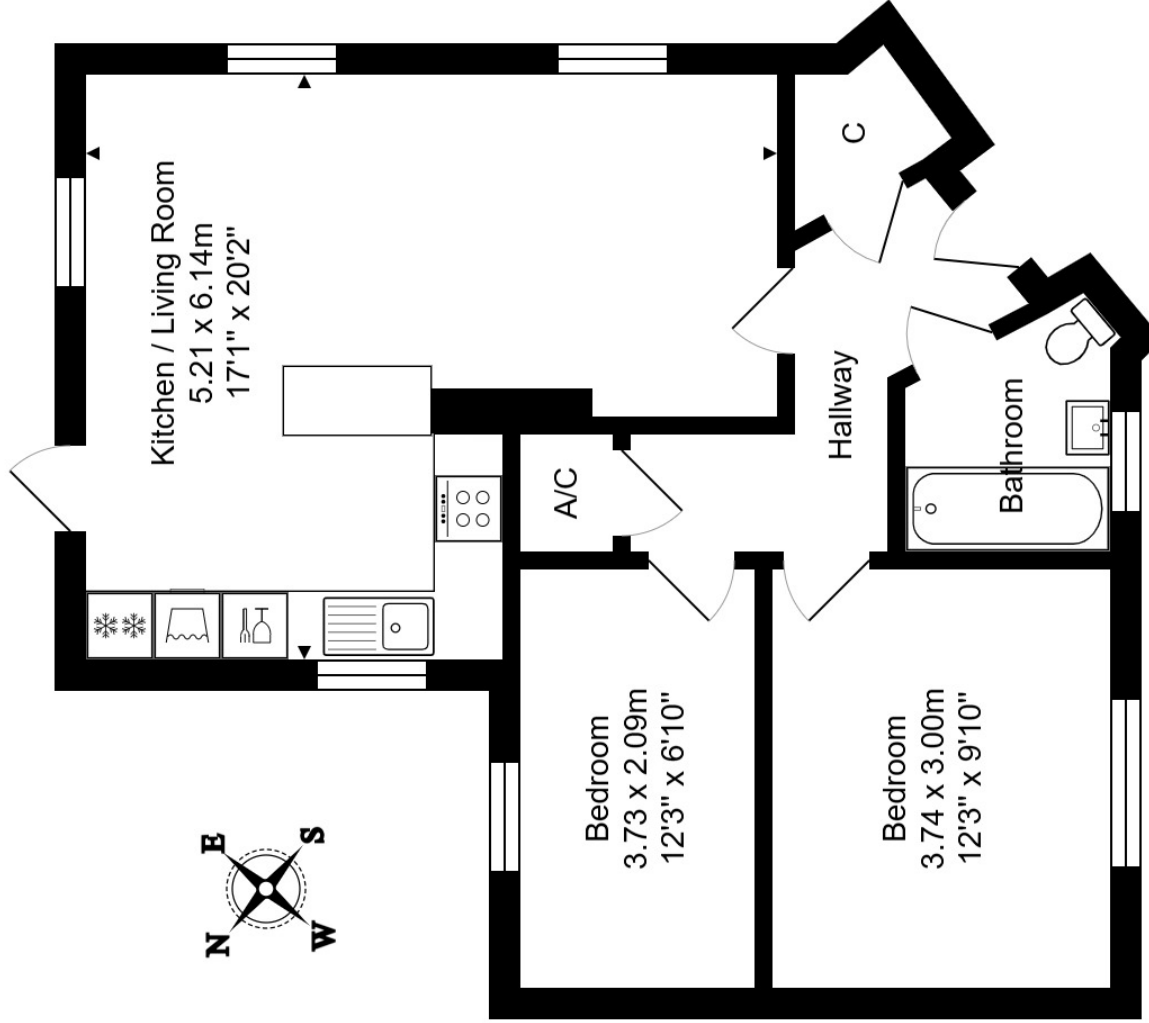 Kitchen / Living Room
5.21 x 6.14m
17'1" x 20'2"
C
Hallway
A/C
Bathroom
Bedroom
3.73 x 2.09m
12'3" x 6'10"
Bedroom
3.74 x 3.00m
12'3" x 9'10"
N
E
S
W